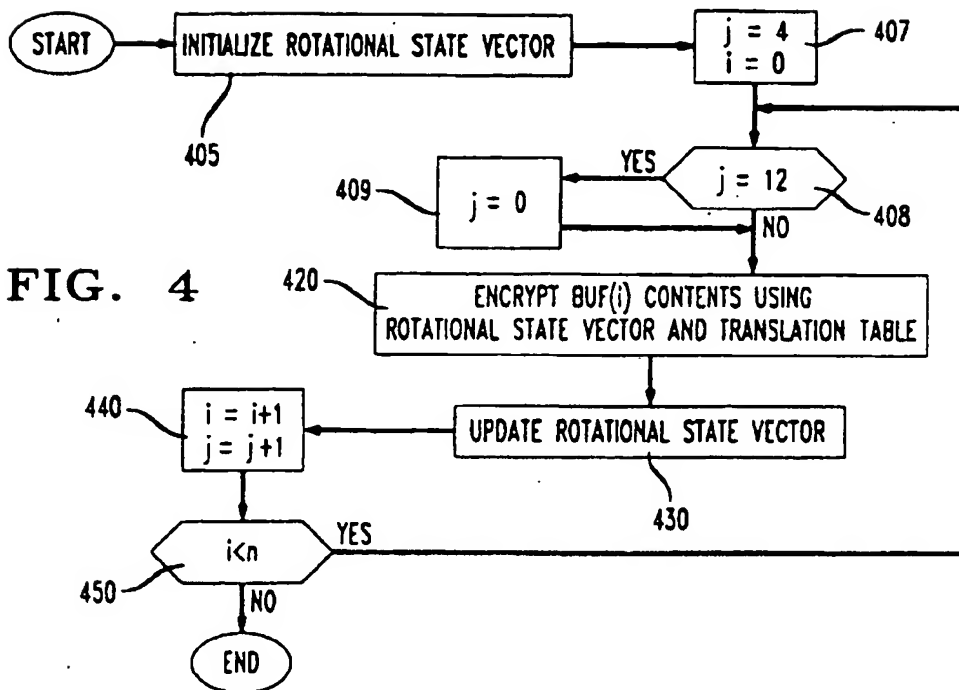 START
INITIALIZE ROTATIONAL STATE VECTOR
405
j = 4
i = 0
407
j = 12
408
YES
NO
409
j = 0
FIG. 4
420
ENCRYPT BUF(i) CONTENTS USING
ROTATIONAL STATE VECTOR AND TRANSLATION TABLE
UPDATE ROTATIONAL STATE VECTOR
430
440
i = i+1
j = j+1
i<n
450
YES
NO
END